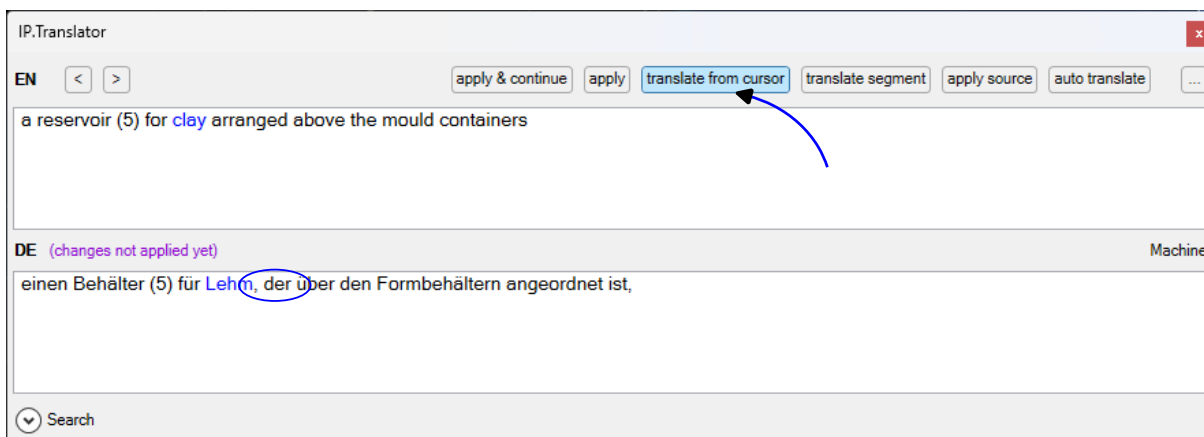 IP.Translator x
EN < > apply & continue apply translate from cursor translate segment apply source auto translate ...
a reservoir (5) for clay arranged above the mould containers
DE (changes not applied yet) Machine
einen Behälter (5) für Lehm, der über den Formbehältern angeordnet ist,
Search